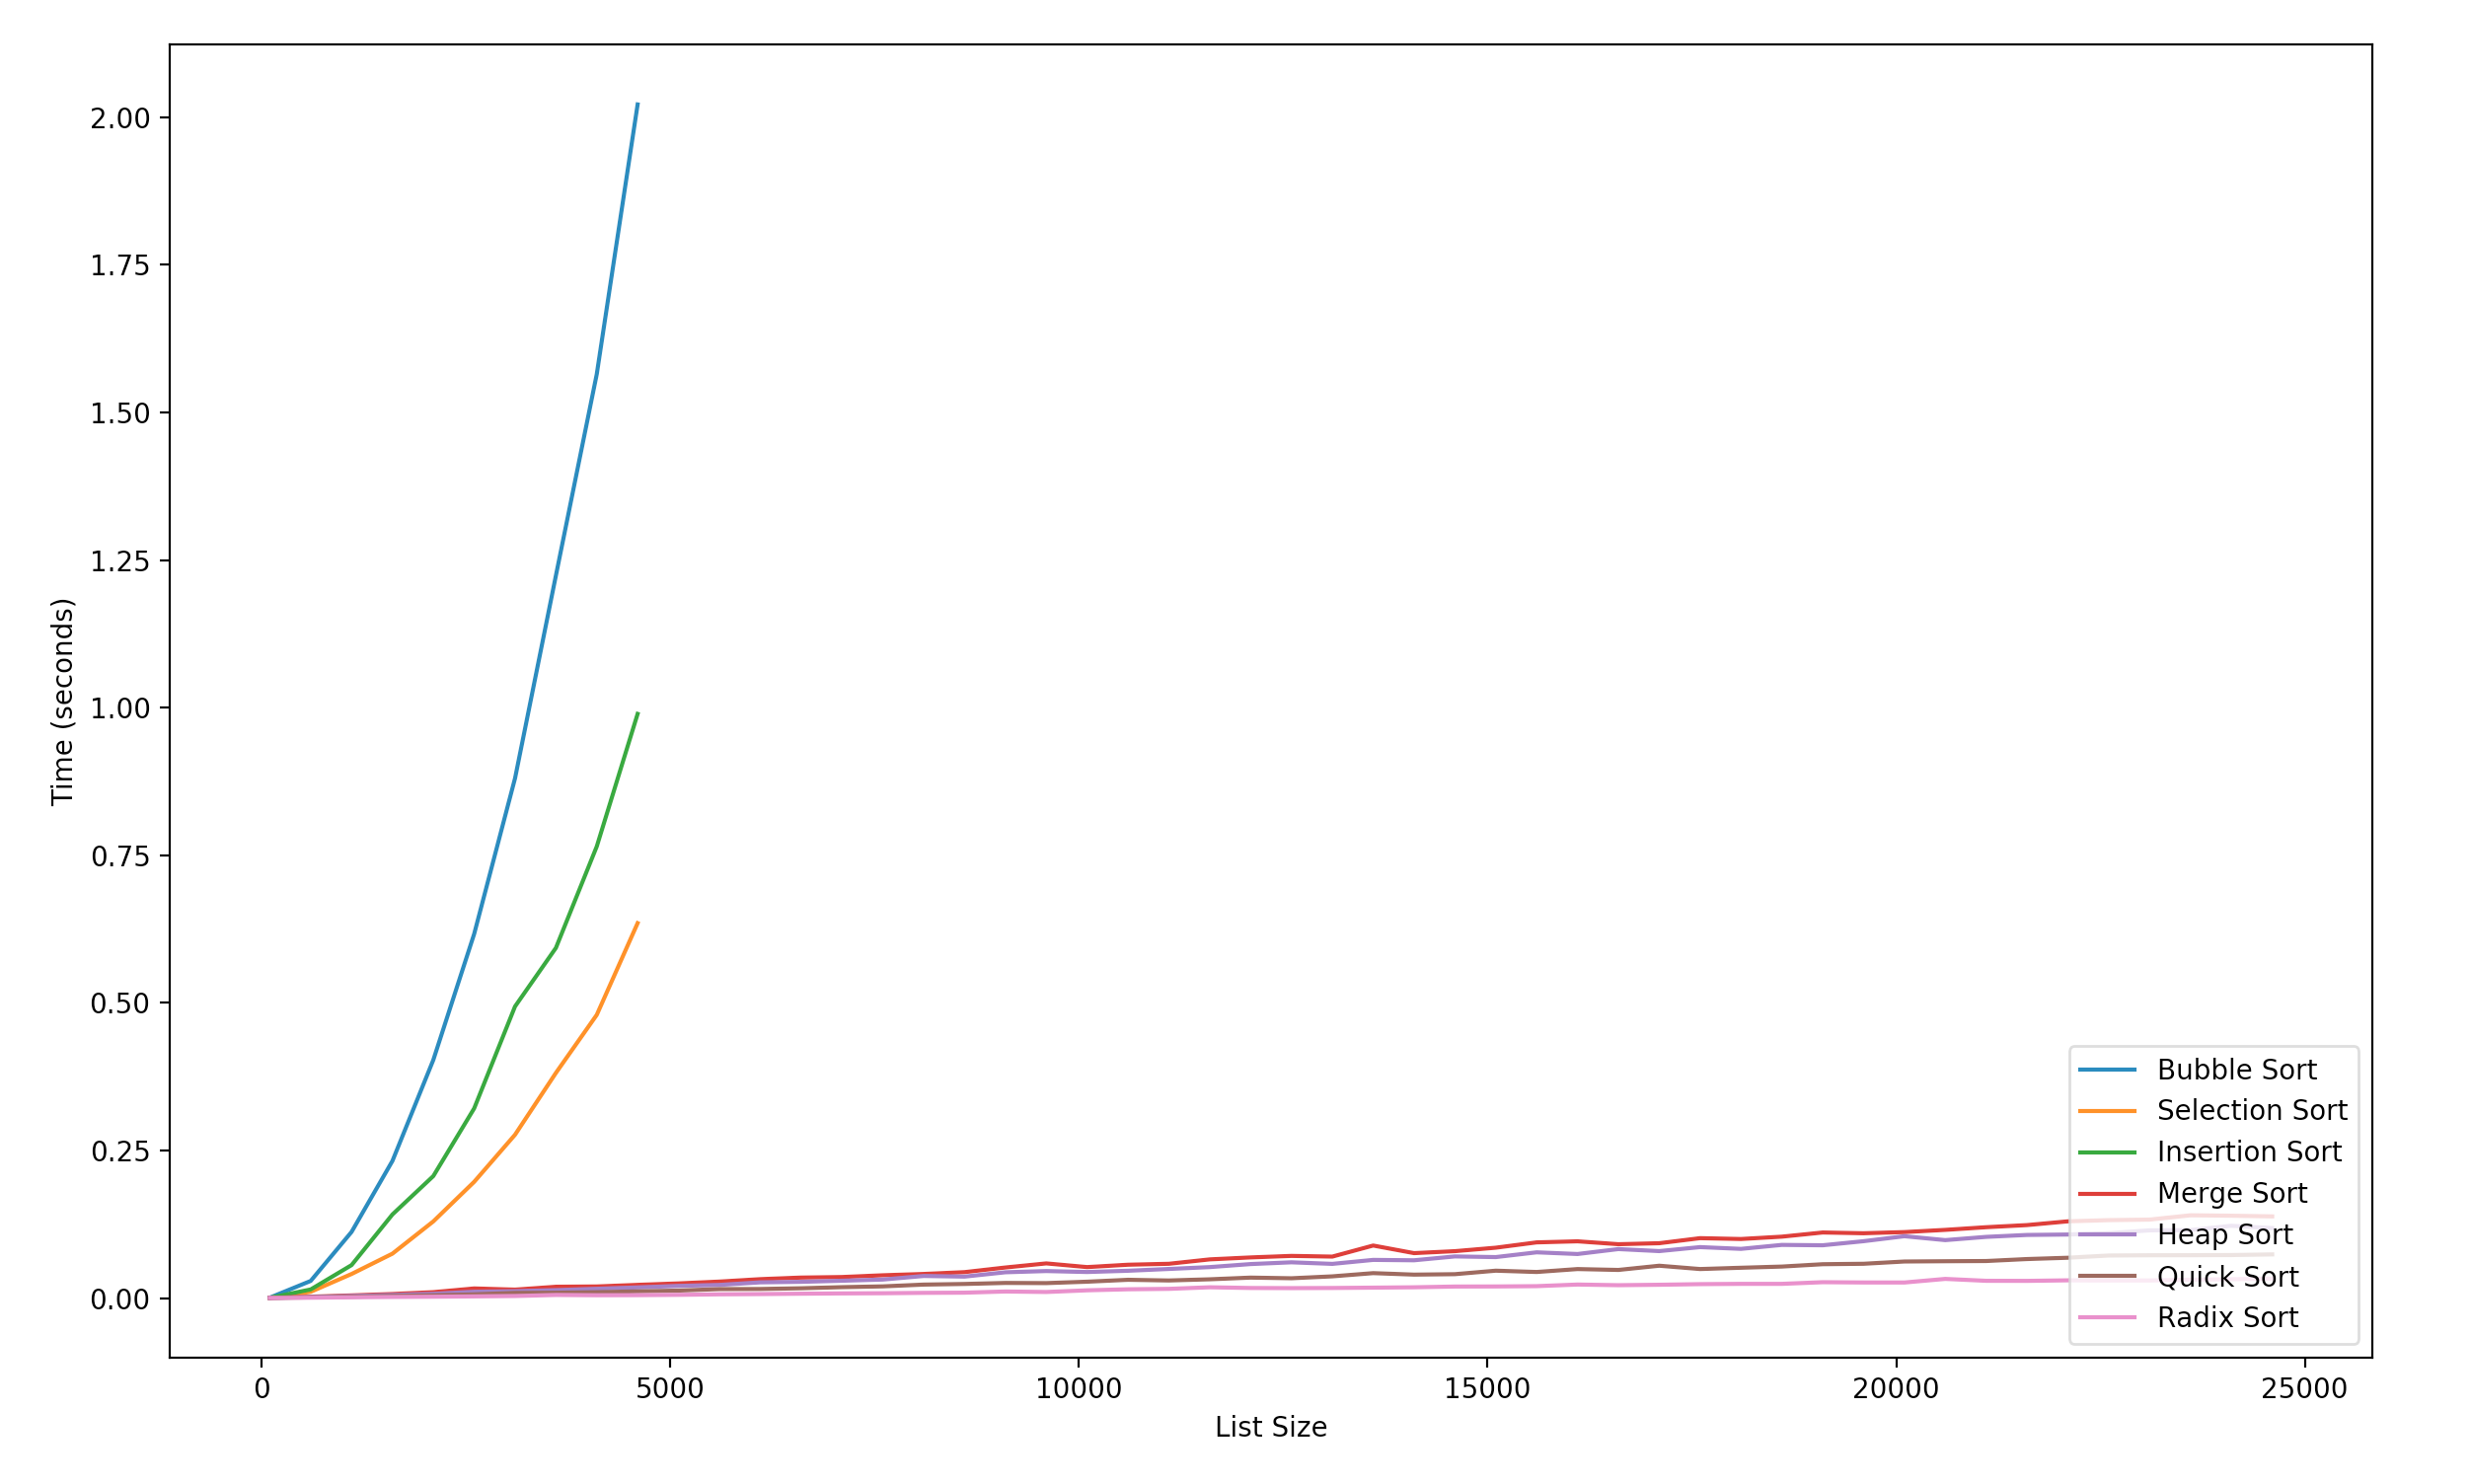 2.00
1.75
1.50
1.25
1.00
0.75
0.50
0.25
0.00
Time (seconds)
Bubble Sort
Selection Sort
Insertion Sort
Merge Sort
Heap Sort
Quick Sort
Radix Sort
0 5000 10000 15000 20000 25000
List Size